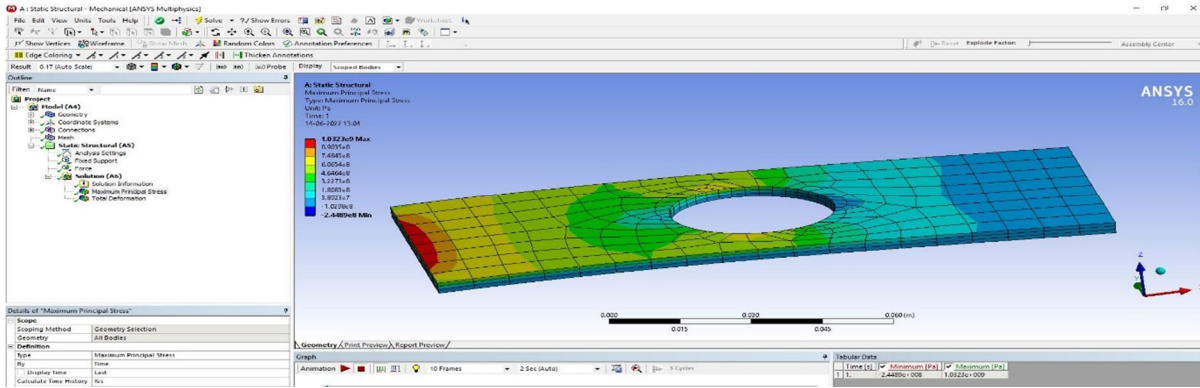 A : Static Structural - Mechanical [ANSYS Multiphysics]
File Edit View Units Tools Help Solve ?/Show Errors Worksheet
Show Vertices Wireframe Show Mesh Random Colors Annotation Preferences
Reset Explode Factor: Assembly Center
Edge Coloring Thicken Annotations
Result 0.17 (Auto Scale) Probe Display Scoped Bodies
Outline
Filter: Name
Project
Model (A4)
Geometry
Coordinate Systems
Connections
Mesh
Static Structural (A5)
Analysis Settings
Fixed Support
Force
Solution (A6)
Solution Information
Maximum Principal Stress
Total Deformation
A: Static Structural
Maximum Principal Stress
Type: Maximum Principal Stress
Unit: Pa
Time: 1
14-06-2022 13:04
1.0323e9 Max
8.9035e8
7.4845e8
6.0654e8
4.6464e8
3.2273e8
1.8083e8
3.8923e7
-1.0298e8
-2.4489e8 Min
ANSYS
16.0
Z
0.000
0.030
0.060 (m)
0.015
0.045
Geometry Print Preview Report Preview
Details of "Maximum Principal Stress"
Scope
Scoping Method Geometry Selection
Geometry All Bodies
Definition
Type Maximum Principal Stress
By Time
Display Time Last
Calculate Time History Yes
Graph
Animation 10 Frames 2 Sec (Auto) 3 Cycles
Tabular Data
Time [s] Minimum [Pa] Maximum [Pa]
1 1. -2.4489e+008 1.0323e+009